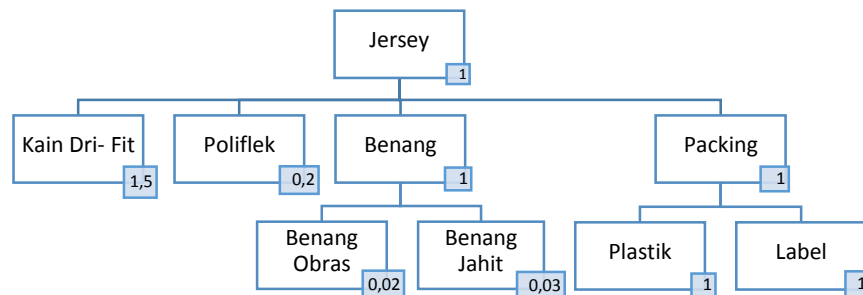 Jersey
1
Kain Dri- Fit
1,5
Poliflek
0,2
Benang
1
Packing
1
Benang
Obras
0,02
Benang
Jahit
0,03
Plastik
1
Label
1